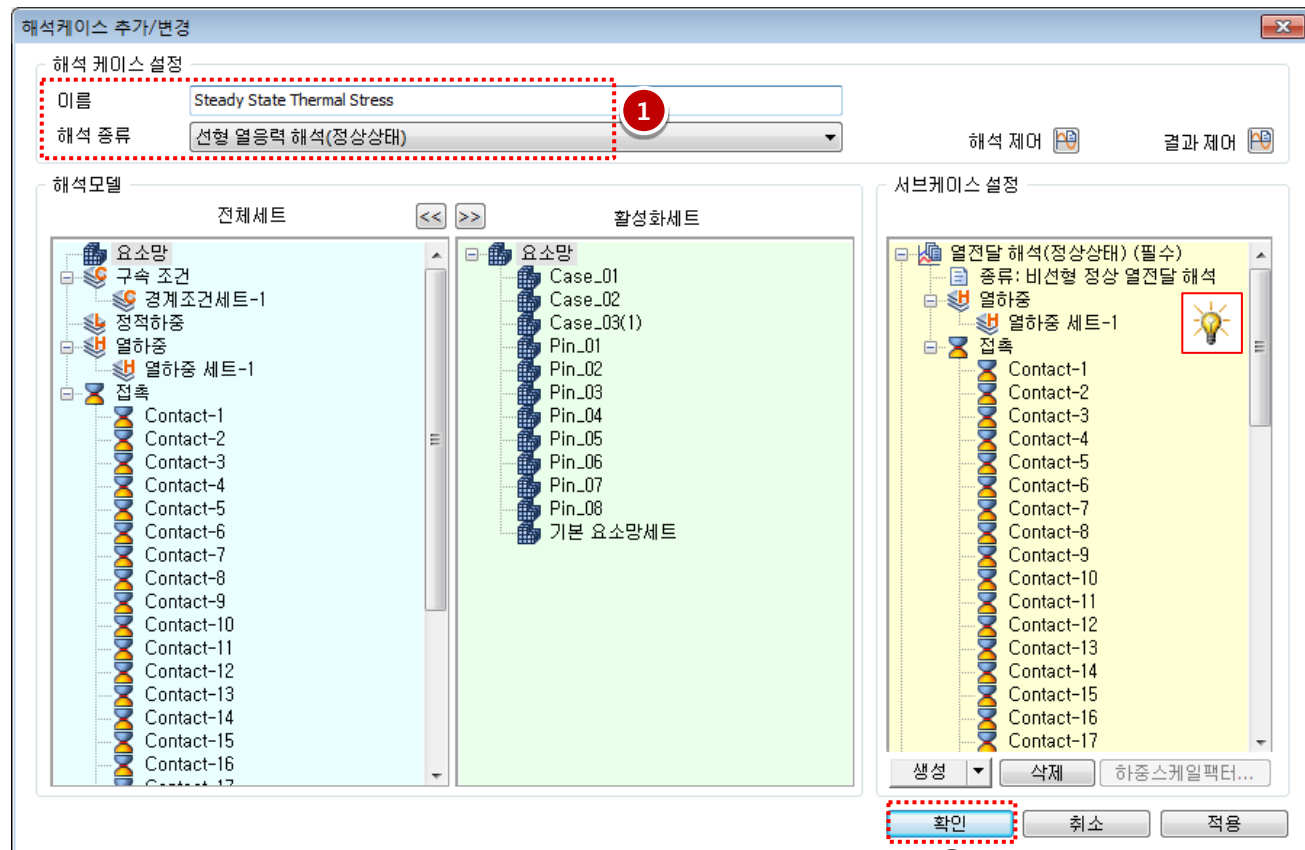 해석케이스 추가/변경
해석 케이스 설정
이름
Steady State Thermal Stress
1
해석 종류
선형 열응력 해석(정상상태)
해석 제어
결과 제어
해석모델
전체세트
<<
>>
활성화세트
요소망
구속 조건
경계조건세트-1
정적하중
열하중
열하중 세트-1
접촉
Contact-1
Contact-2
Contact-3
Contact-4
Contact-5
Contact-6
Contact-7
Contact-8
Contact-9
Contact-10
Contact-11
Contact-12
Contact-13
Contact-14
Contact-15
Contact-16
Contact-17
요소망
Case_01
Case_02
Case_03(1)
Pin_01
Pin_02
Pin_03
Pin_04
Pin_05
Pin_06
Pin_07
Pin_08
기본 요소망세트
서브케이스 설정
열전달 해석(정상상태) (필수)
종류: 비선형 정상 열전달 해석
열하중
열하중 세트-1
접촉
Contact-1
Contact-2
Contact-3
Contact-4
Contact-5
Contact-6
Contact-7
Contact-8
Contact-9
Contact-10
Contact-11
Contact-12
Contact-13
Contact-14
Contact-15
Contact-16
Contact-17
생성
삭제
하중스케일팩터...
확인
취소
적용